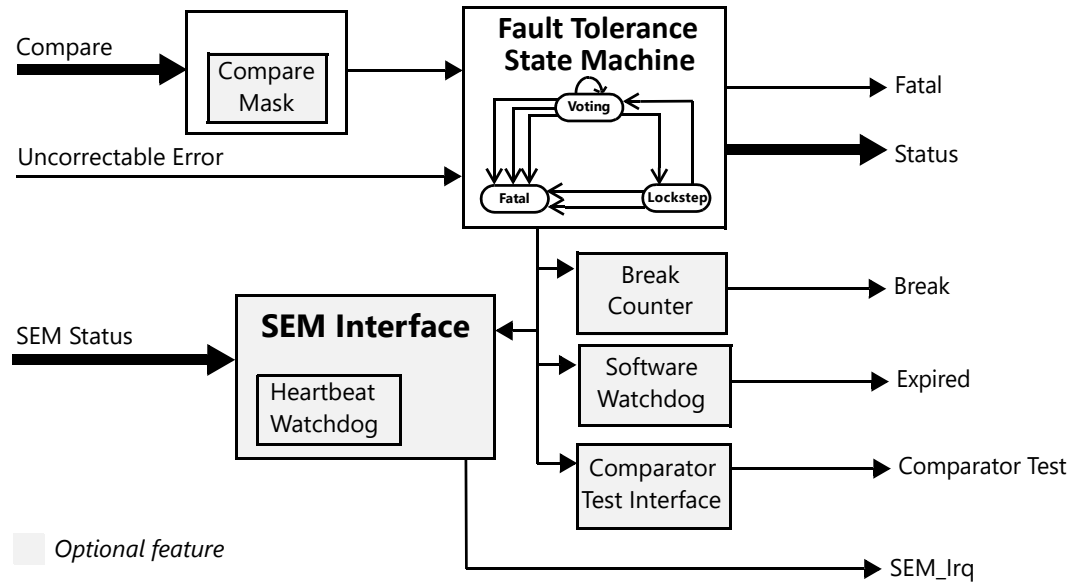 Compare
Compare
Mask
Fault Tolerance
State Machine
Voting
Fatal
Lockstep
Fatal
Status
Uncorrectable Error
Break
Counter
Break
SEM Status
SEM Interface
Heartbeat
Watchdog
Software
Watchdog
Expired
Comparator
Test Interface
Comparator Test
Optional feature
SEM_Irq